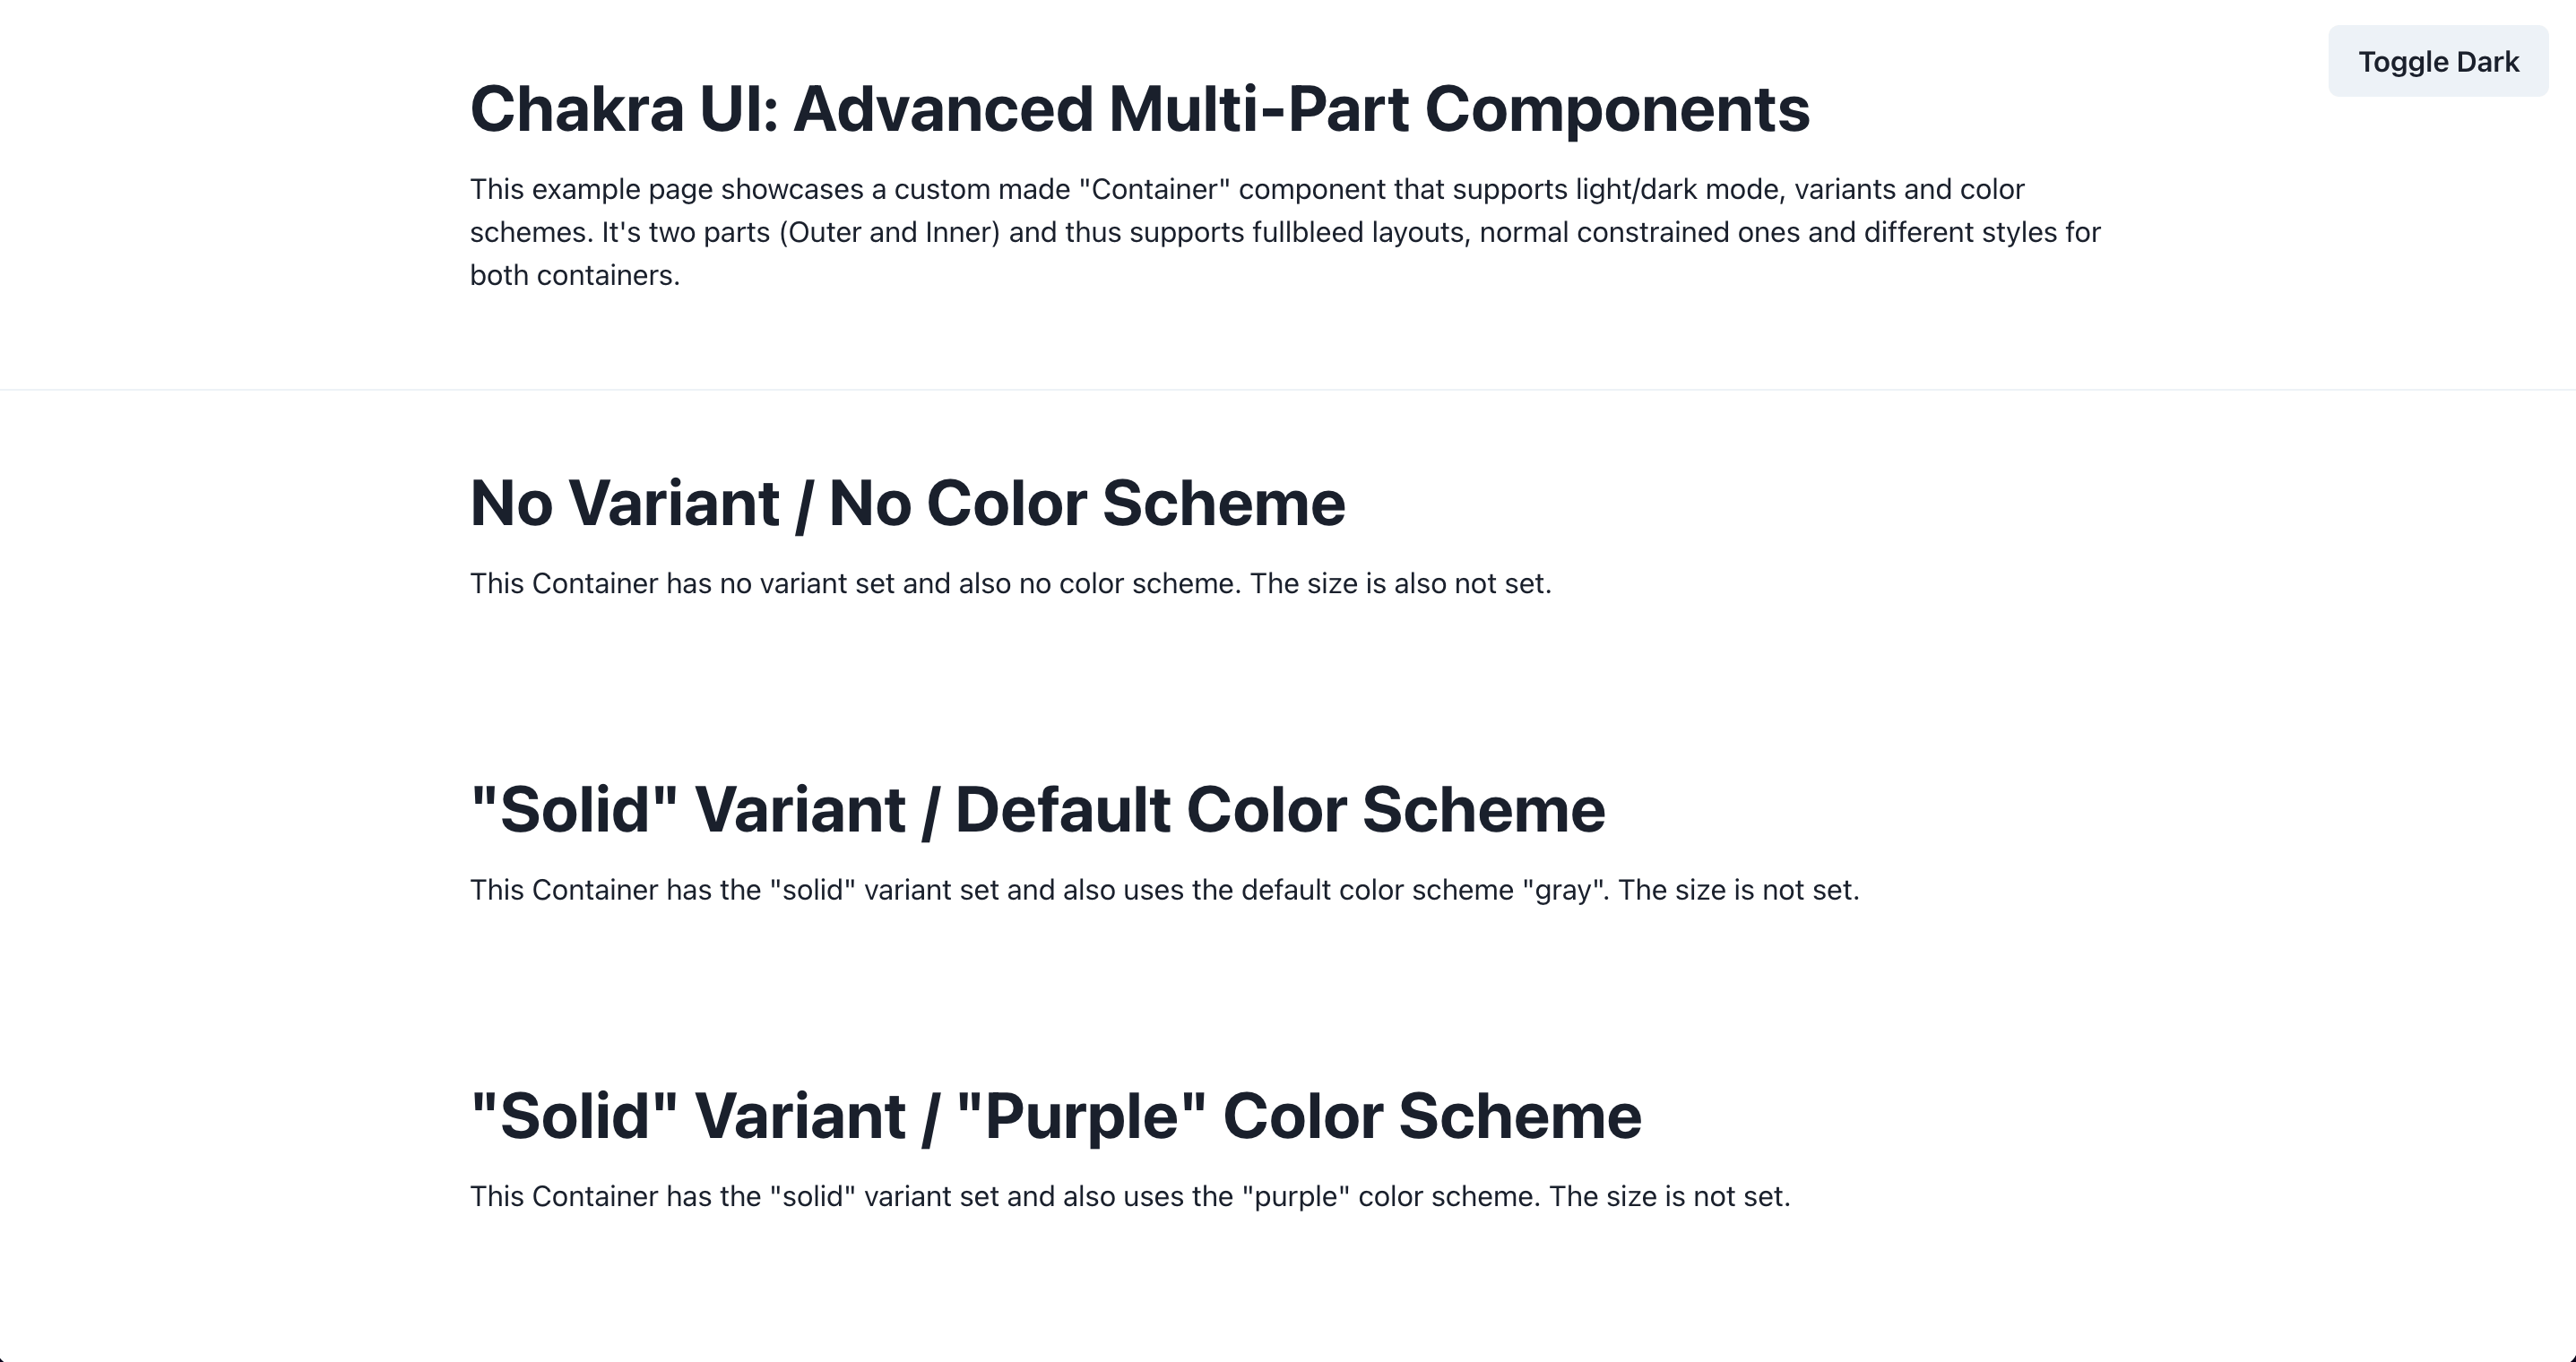 Toggle Dark
Chakra UI: Advanced Multi-Part Components
This example page showcases a custom made "Container" component that supports light/dark mode, variants and color
schemes. It's two parts (Outer and Inner) and thus supports fullbleed layouts, normal constrained ones and different styles for
both containers.
No Variant / No Color Scheme
This Container has no variant set and also no color scheme. The size is also not set.
"Solid" Variant / Default Color Scheme
This Container has the "solid" variant set and also uses the default color scheme "gray". The size is not set.
"Solid" Variant / "Purple" Color Scheme
This Container has the "solid" variant set and also uses the "purple" color scheme. The size is not set.